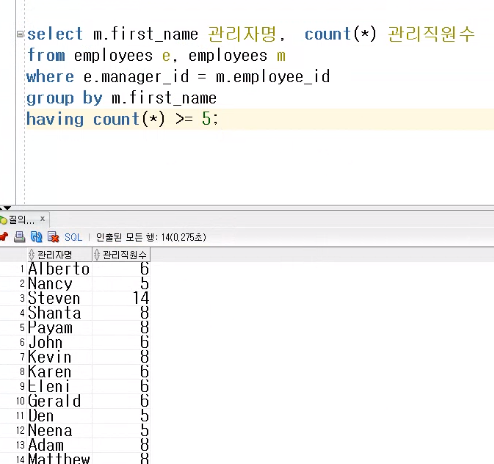 select m.first_name 관리자명,  count(*) 관리직원수
from employees e, employees m
where e.manager_id = m.employee_id
group by m.first_name
having count(*) >= 5;
질의... x
SQL | 인출된 모든 행: 14(0,275초)
관리자명 관리직원수
1 Alberto 6
2 Nancy 5
3 Steven 14
4 Shanta 8
5 Payam 8
6 John 6
7 Kevin 8
8 Karen 6
9 Eleni 6
10 Gerald 6
11 Den 5
12 Neena 5
13 Adam 8
14 Matthew 8